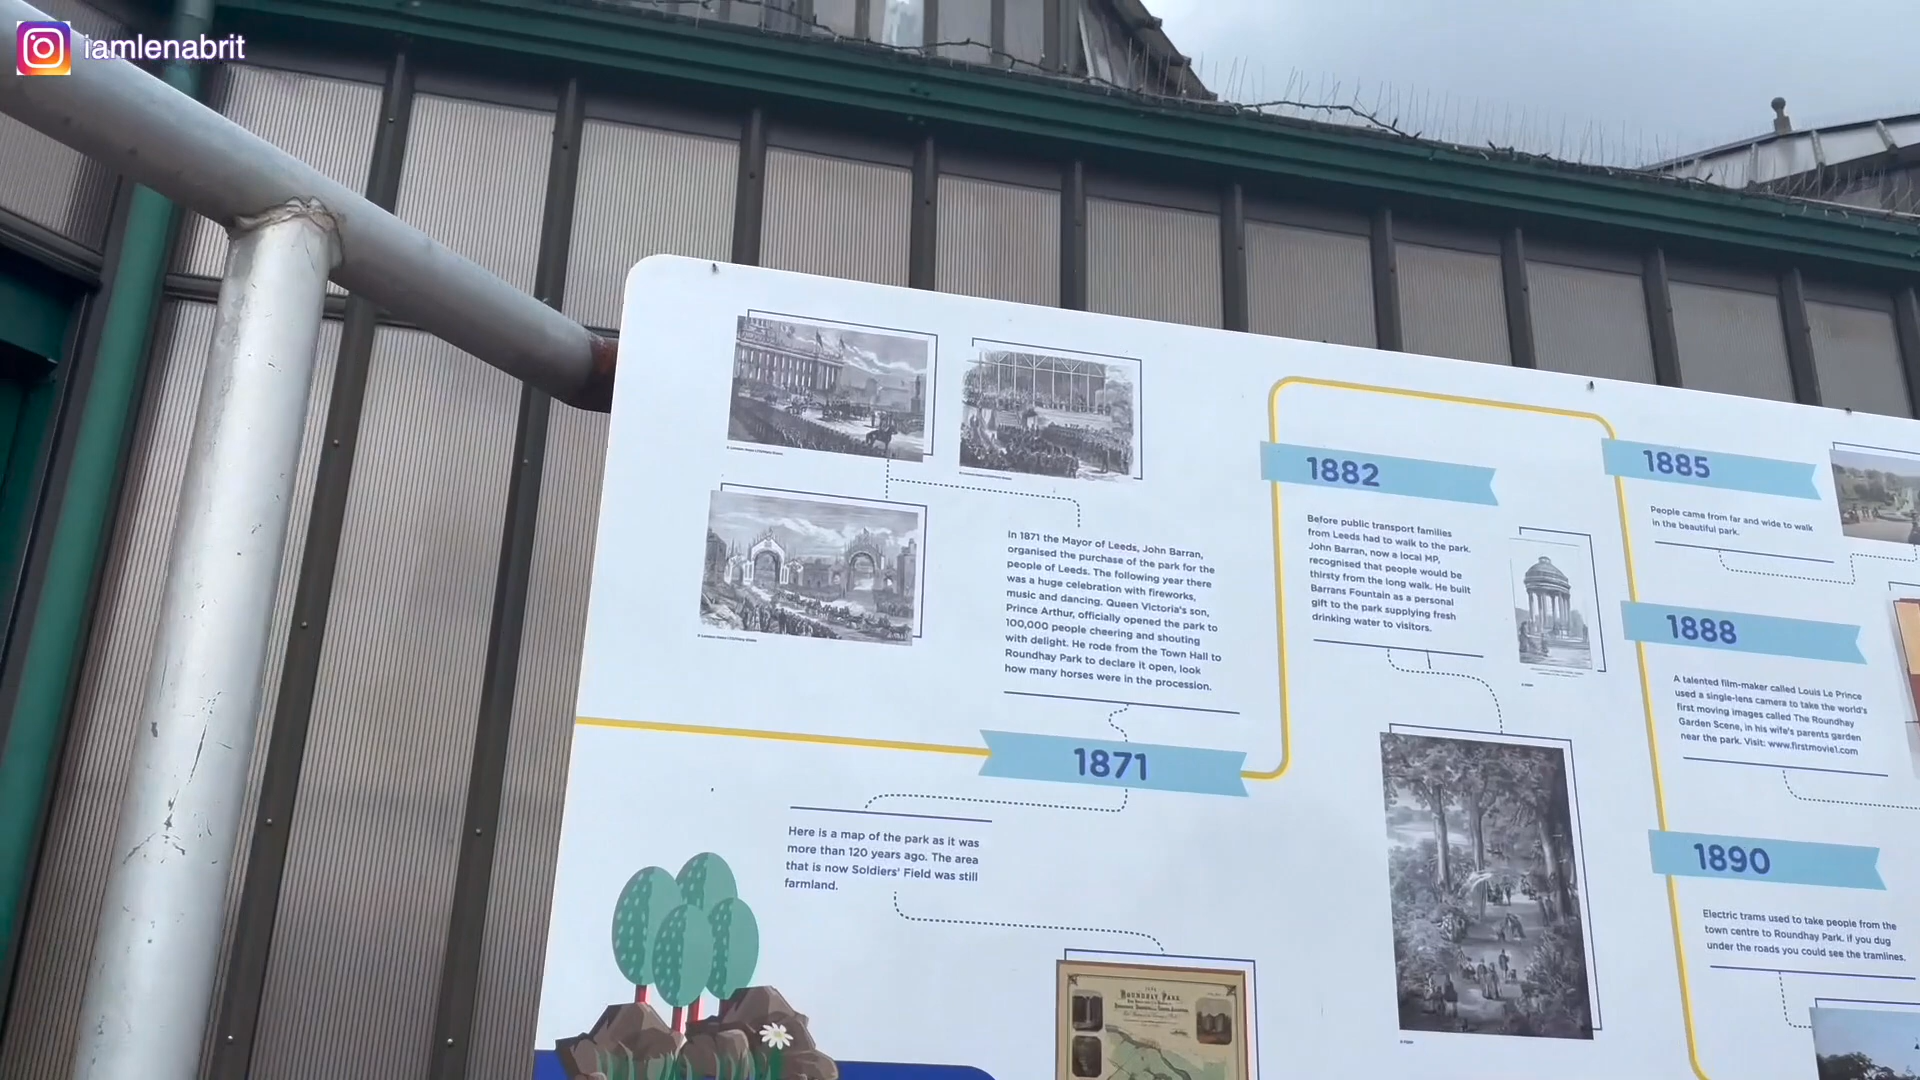 iamlenabrit
In 1871 the Mayor of Leeds, John Barran,
organised the purchase of the park for the
people of Leeds. The following year there
was a huge celebration with fireworks,
music and dancing. Queen Victoria's son,
Prince Arthur, officially opened the park to
100,000 people cheering and shouting
with delight. He rode from the Town Hall to
Roundhay Park to declare it open, look
how many horses were in the procession.
1871
Here is a map of the park as it was
more than 120 years ago. The area
that is now Soldiers' Field was still
farmland.
ROUNDHAY PARK
1882
Before public transport families
from Leeds had to walk to the park.
John Barran, now a local MP,
recognised that people would be
thirsty from the long walk. He built
Barrans Fountain as a personal
gift to the park supplying fresh
drinking water to visitors.
1885
People came from far and wide to walk
in the beautiful park.
1888
A talented film-maker called Louis Le Prince
used a single-lens camera to take the world's
first moving images called The Roundhay
Garden Scene, in his wife's parents garden
near the park. Visit: www.firstmovie1.com
1890
Electric trams used to take people from the
town centre to Roundhay Park. If you dug
under the roads you could see the tramlines.